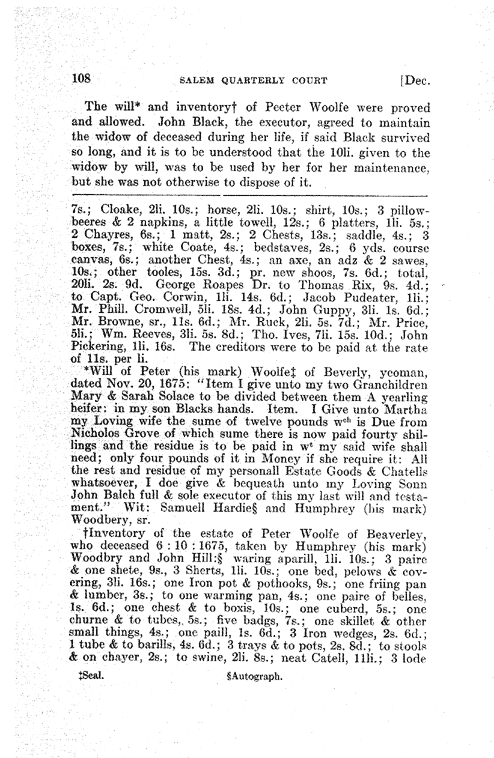 108 SALEM QUARTERLY COURT [Dec.
The will* and inventory† of Peeter Woolfe were proved
and allowed. John Black, the executor, agreed to maintain
the widow of deceased during her life, if said Black survived
so long, and it is to be understood that the 10li. given to the
widow by will, was to be used by her for her maintenance,
but she was not otherwise to dispose of it.
7s.; Cloake, 2li. 10s.; horse, 2li. 10s.; shirt, 10s.; 3 pillow-
beeres & 2 napkins, a little towell, 12s.; 6 platters, 1li. 5s.;
2 Chayres, 6s.; 1 matt, 2s.; 2 Chests, 13s.; saddle, 4s.; 3
boxes, 7s.; white Coate, 4s.; bedstaves, 2s.; 6 yds. course
canvas, 6s.; another Chest, 4s.; an axe, an adz & 2 sawes,
10s.; other tooles, 15s. 3d.; pr. new shoos, 7s. 6d.; total,
20li. 2s. 9d. George Roapes Dr. to Thomas Rix, 9s. 4d.;
to Capt. Geo. Corwin, 1li. 14s. 6d.; Jacob Pudeater, 1li.;
Mr. Phill. Cromwell, 5li. 18s. 4d.; John Guppy, 3li. 1s. 6d.;
Mr. Browne, sr., 11s. 6d.; Mr. Ruck, 2li. 5s. 7d.; Mr. Price,
5li.; Wm. Reeves, 3li. 5s. 8d.; Tho. Ives, 7li. 15s. 10d.; John
Pickering, 1li. 16s. The creditors were to be paid at the rate
of 11s. per li.
*Will of Peter (his mark) Woolfe‡ of Beverly, yeoman,
dated Nov. 20, 1675: "Item I give unto my two Granchildren
Mary & Sarah Solace to be divided between them A yearling
heifer: in my son Blacks hands. Item. I Give unto Martha
my Loving wife the sume of twelve pounds wᶜʰ is Due from
Nicholos Grove of which sume there is now paid fourty shil-
lings and the residue is to be paid in wᵗ my said wife shall
need; only four pounds of it in Money if she require it: All
the rest and residue of my personall Estate Goods & Chatells
whatsoever, I doe give & bequeath unto my Loving Sonn
John Balch full & sole executor of this my last will and testa-
ment." Wit: Samuell Hardie§ and Humphrey (his mark)
Woodbery, sr.
†Inventory of the estate of Peter Woolfe of Beaverley,
who deceased 6 : 10 : 1675, taken by Humphrey (his mark)
Woodbry and John Hill:§ waring aparill, 1li. 10s.; 3 paire
& one shete, 9s., 3 Sherts, 1li. 10s.; one bed, pelows & cov-
ering, 3li. 16s.; one Iron pot & pothooks, 9s.; one friing pan
& lumber, 3s.; to one warming pan, 4s.; one paire of belles,
1s. 6d.; one chest & to boxis, 10s.; one cuberd, 5s.; one
churne & to tubes, 5s.; five badgs, 7s.; one skillet & other
small things, 4s.; one paill, 1s. 6d.; 3 Iron wedges, 2s. 6d.;
1 tube & to barills, 4s. 6d.; 3 trays & to pots, 2s. 8d.; to stools
& on chayer, 2s.; to swine, 2li. 8s.; neat Catell, 11li.; 3 lode
‡Seal. §Autograph.